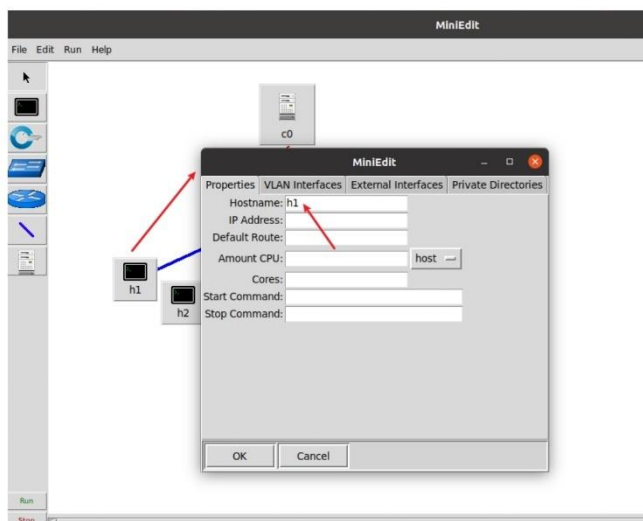 MiniEdit
File Edit Run Help
c0
MiniEdit
Properties VLAN Interfaces External Interfaces Private Directories
Hostname: h1
IP Address:
Default Route:
Amount CPU: host
Cores:
Start Command:
Stop Command:
h1
h2
OK Cancel
Run
Stop